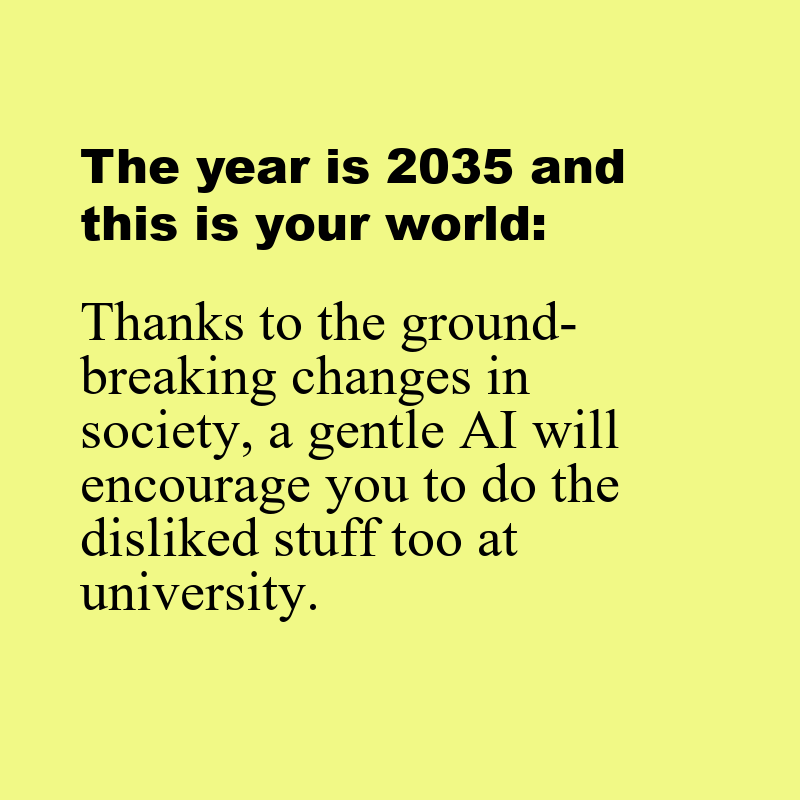 The year is 2035 and
this is your world:
Thanks to the ground-
breaking changes in
society, a gentle AI will
encourage you to do the
disliked stuff too at
university.